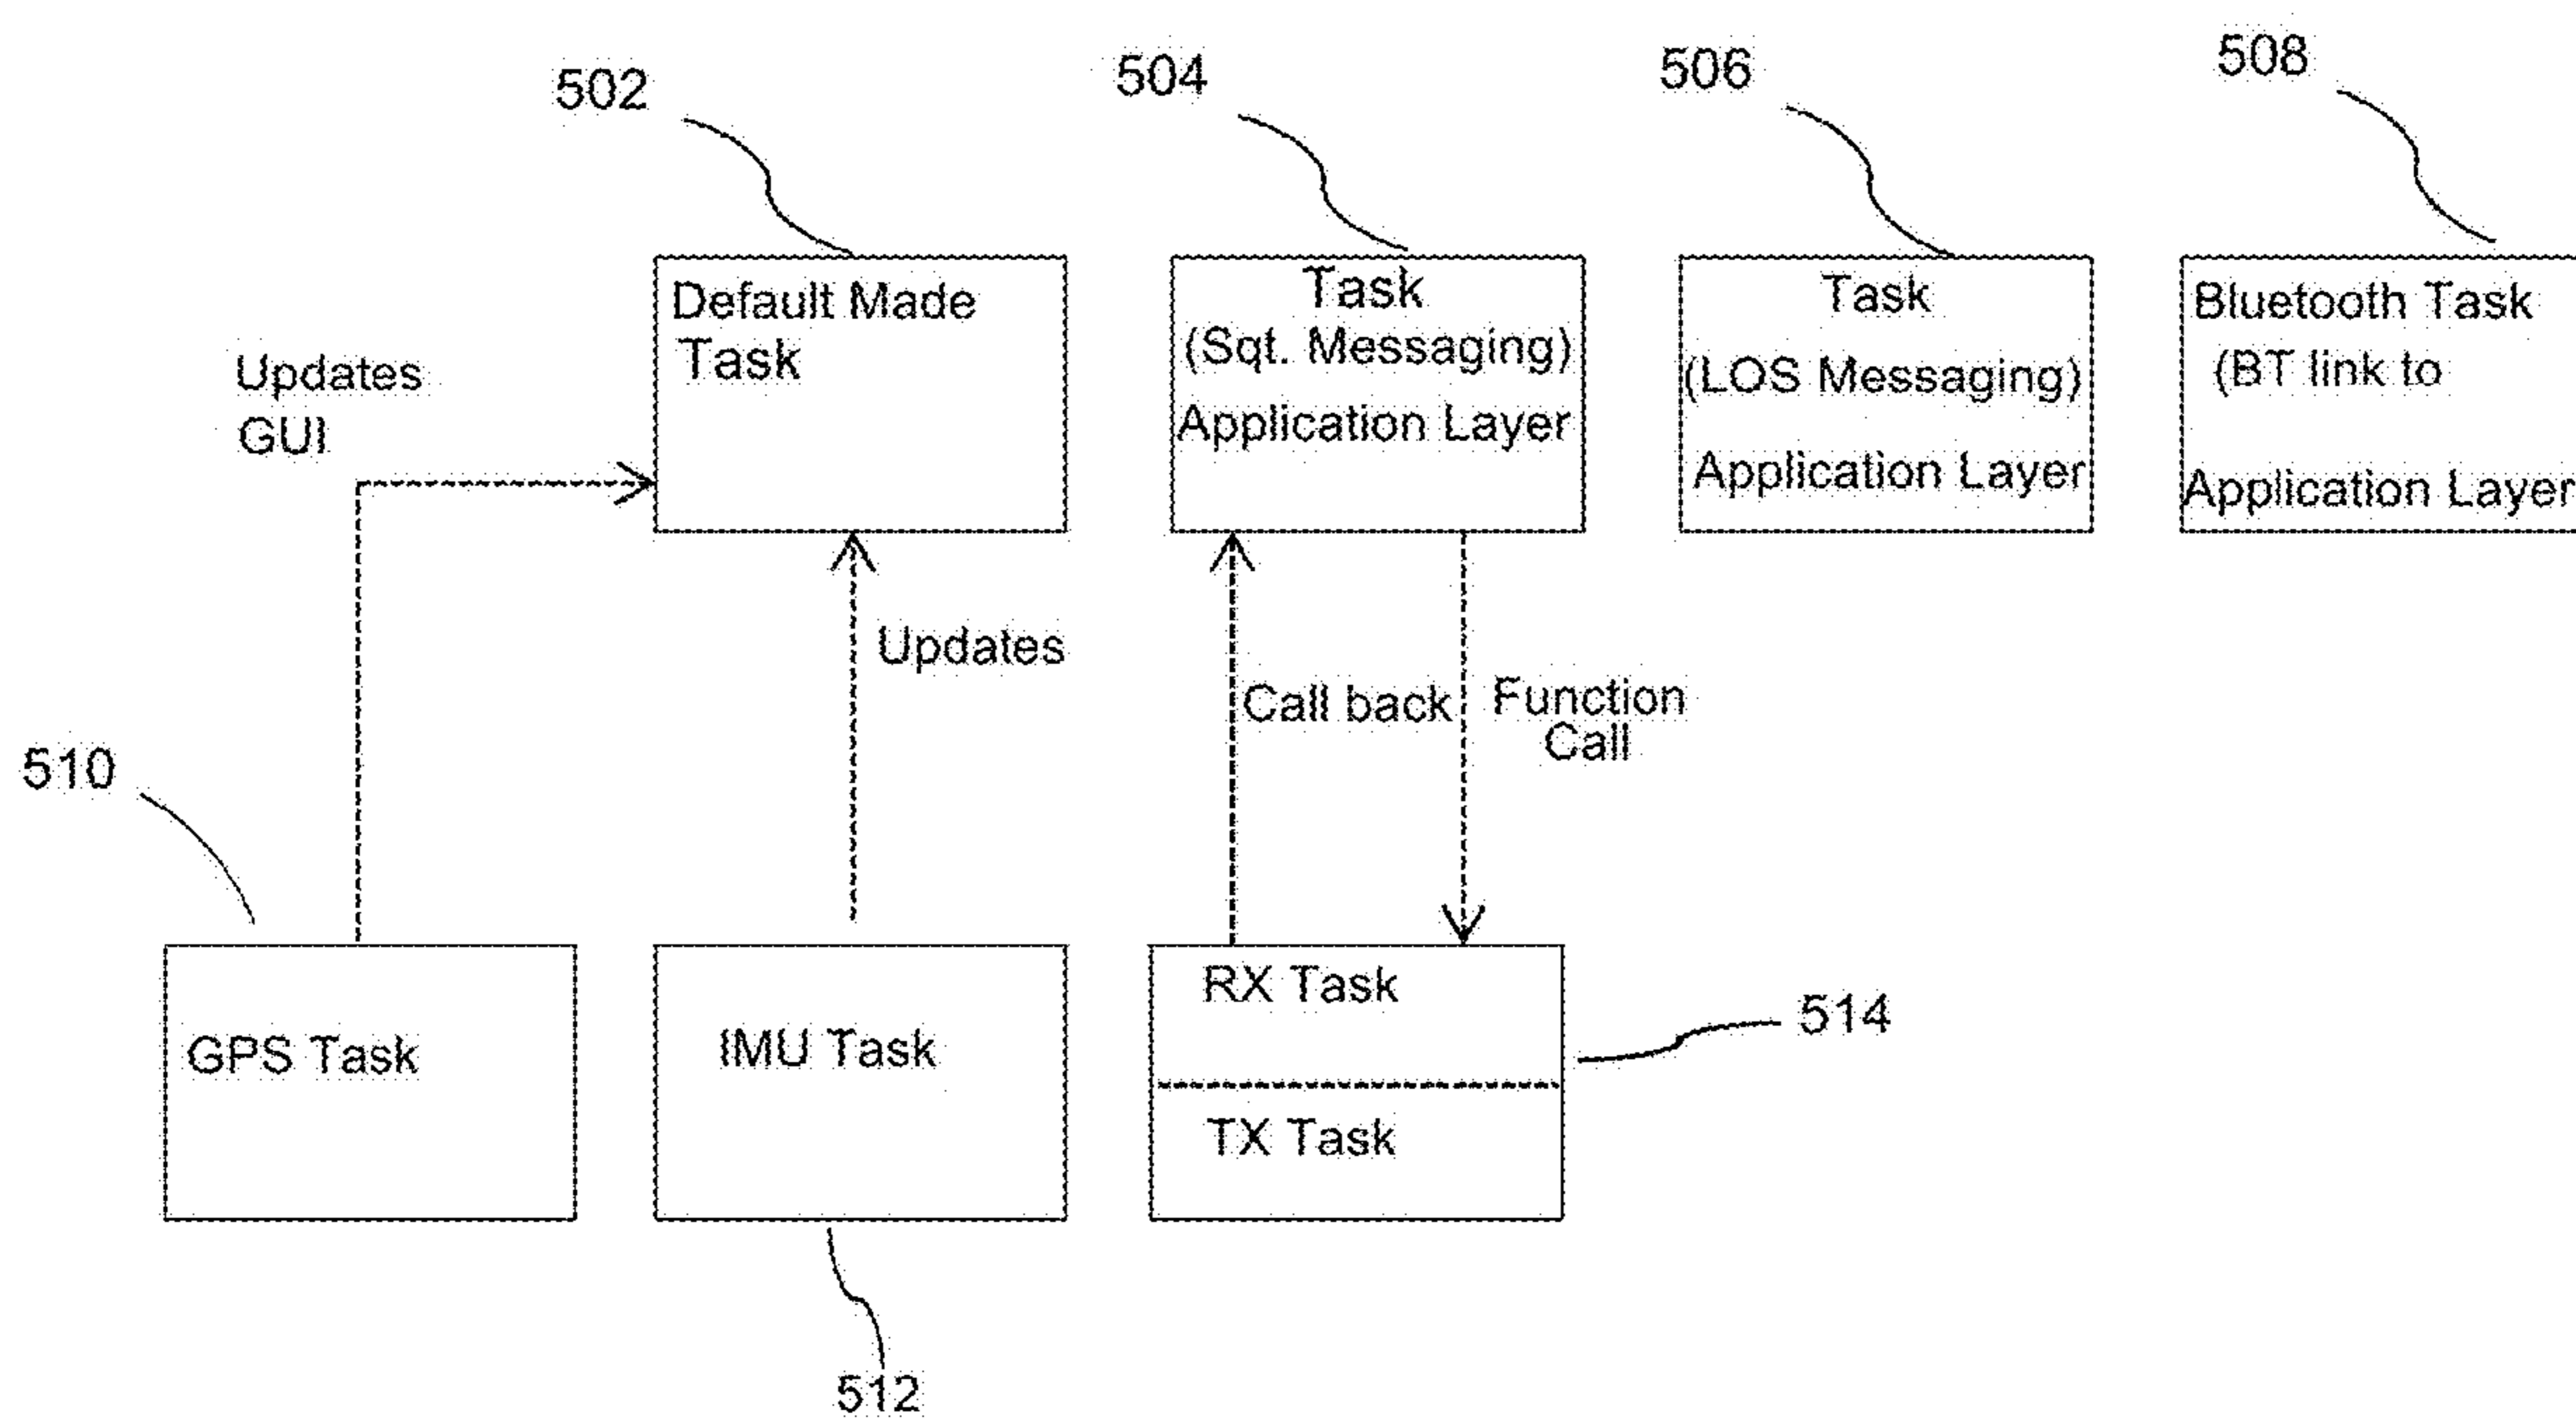 502
504
506
508
Default Made
Task
Task
(Sqt. Messaging)
Application Layer
Task
(LOS Messaging)
Application Layer
Bluetooth Task
(BT link to
Application Layer
Updates
GUI
Updates
Call back
Function
Call
510
GPS Task
IMU Task
RX Task
TX Task
514
512